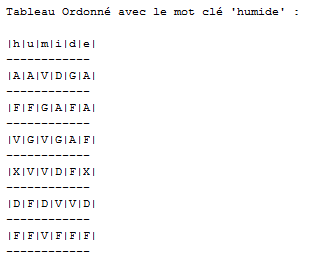 Tableau Ordonné avec le mot clé 'humide' :
|h|u|m|i|d|e|
------------
|A|A|V|D|G|A|
------------
|F|F|G|A|F|A|
------------
|V|G|V|G|A|F|
------------
|X|V|V|D|F|X|
------------
|D|F|D|V|V|D|
------------
|F|F|V|F|F|F|
------------